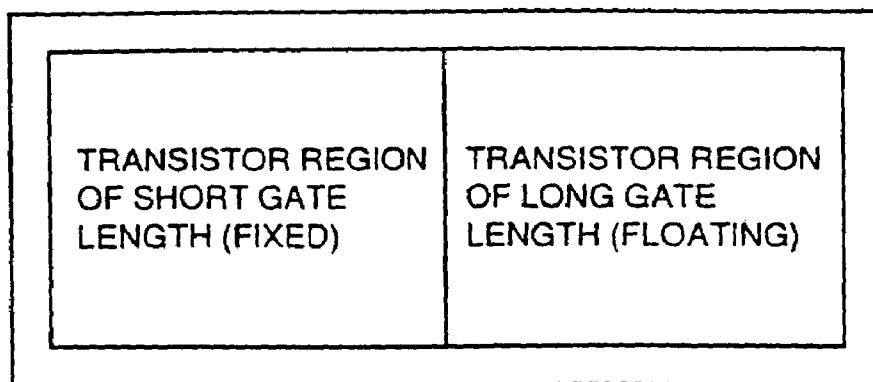 TRANSISTOR REGION
OF SHORT GATE
LENGTH (FIXED)
TRANSISTOR REGION
OF LONG GATE
LENGTH (FLOATING)